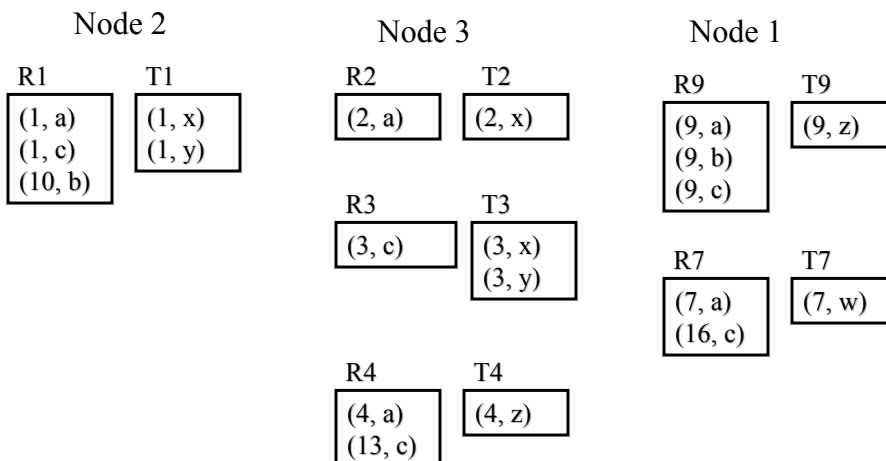 Node 2
R1 T1
(1, a)
(1, c)
(10, b)
(1, x)
(1, y)
Node 3
R2 T2
(2, a)
(2, x)
R3 T3
(3, c)
(3, x)
(3, y)
R4 T4
(4, a)
(13, c)
(4, z)
Node 1
R9 T9
(9, a)
(9, b)
(9, c)
(9, z)
R7 T7
(7, a)
(16, c)
(7, w)